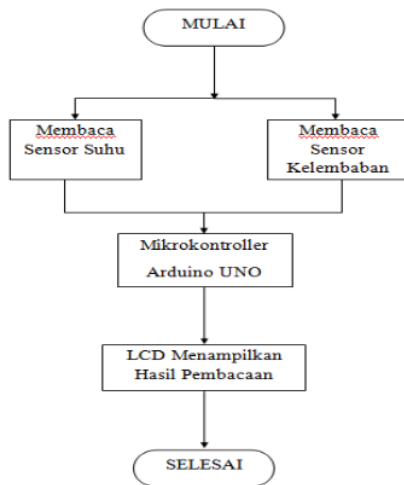 MULAI
Membaca
Sensor Suhu
Membaca
Sensor
Kelembaban
Mikrokontroller
Arduino UNO
LCD Menampilkan
Hasil Pembacaan
SELESAI